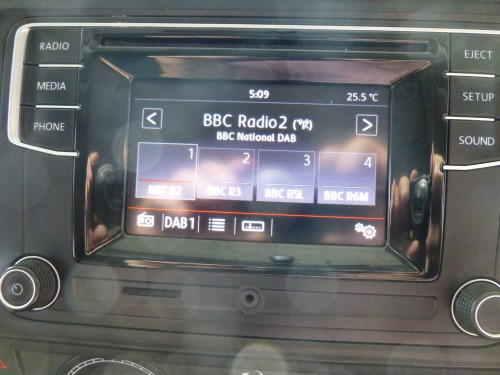 RADIO
MEDIA
PHONE
5:09
25.5 °C
BBC Radio2
BBC National DAB
1
BBC R2
2
BBC R3
3
BBC R5L
4
BBC R6M
DAB1
EJECT
SETUP
SOUND